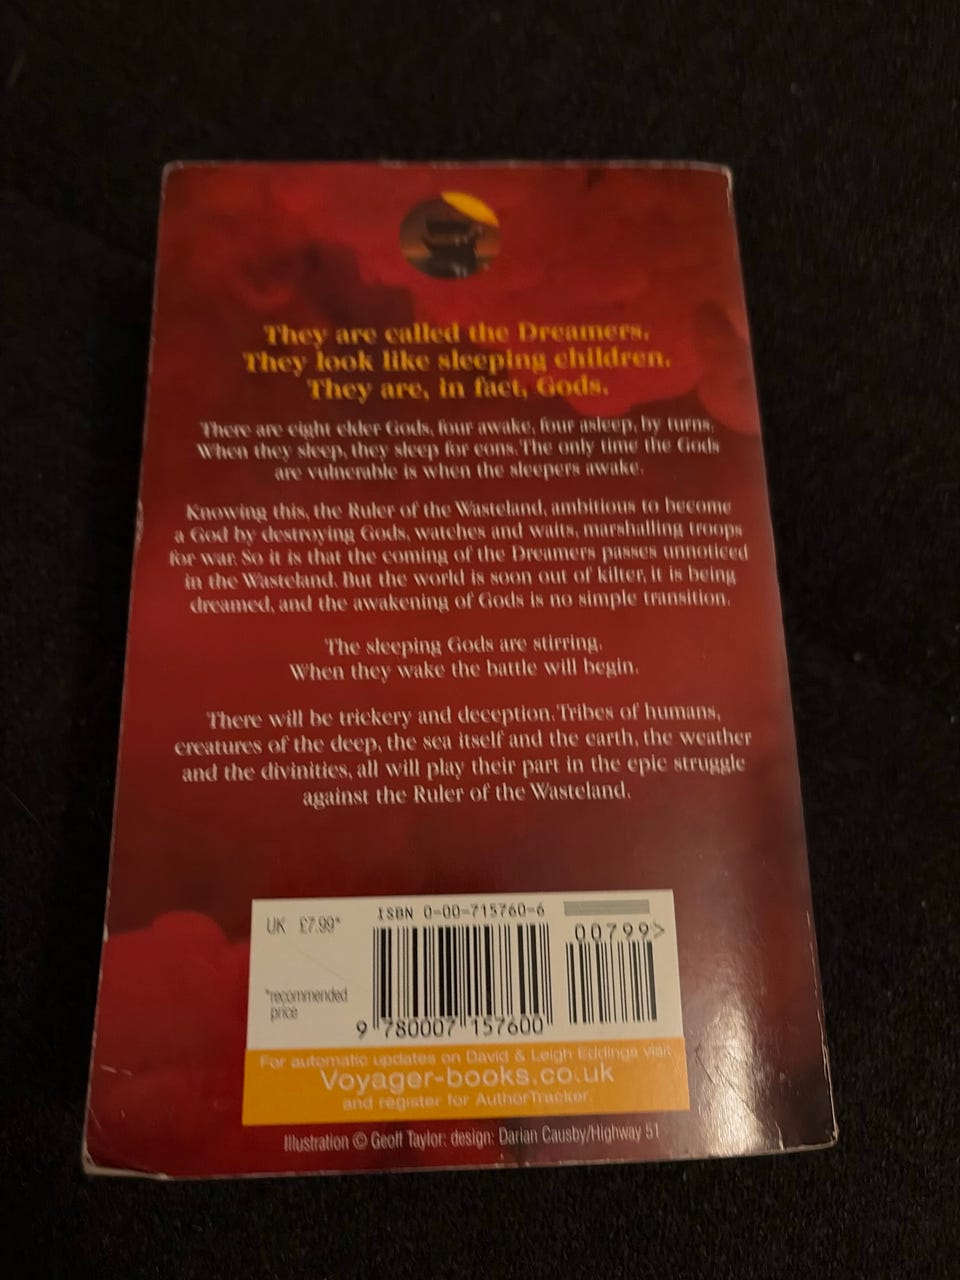 They are called the Dreamers.
They look like sleeping children.
They are, in fact, Gods.
There are eight elder Gods, four awake, four asleep, by turns.
When they sleep, they sleep for eons. The only time the Gods
are vulnerable is when the sleepers awake.
Knowing this, the Ruler of the Wasteland, ambitious to become
a God by destroying Gods, watches and waits, marshalling troops
for war. So it is that the coming of the Dreamers passes unnoticed
in the Wasteland. But the world is soon out of kilter, it is being
dreamed, and the awakening of Gods is no simple transition.
The sleeping Gods are stirring.
When they wake the battle will begin.
There will be trickery and deception. Tribes of humans,
creatures of the deep, the sea itself and the earth, the weather
and the divinities, all will play their part in the epic struggle
against the Ruler of the Wasteland.
UK £7.99*
ISBN 0-00-715760-6
00799>
*recommended
price
9 780007 157600
For automatic updates on David & Leigh Eddings visit
Voyager-books.co.uk
and register for AuthorTracker.
Illustration © Geoff Taylor: design: Darian Causby/Highway 51